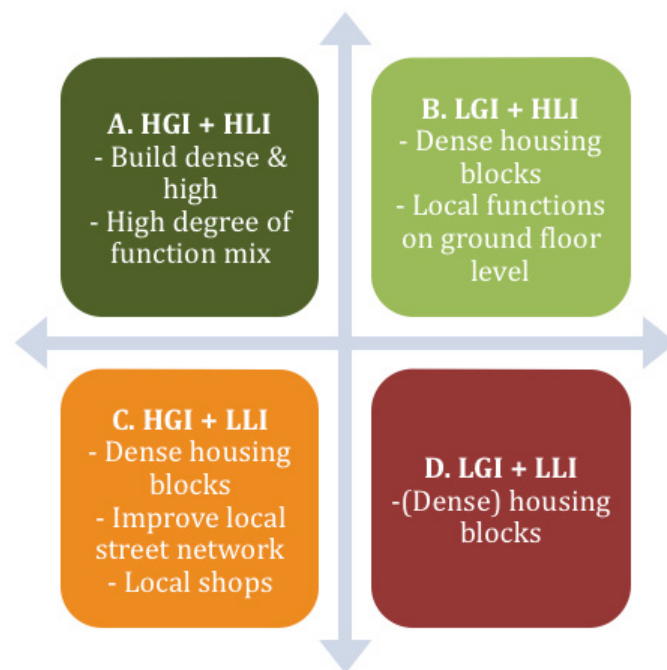 A. HGI + HLI
- Build dense &
high
- High degree of
function mix
B. LGI + HLI
- Dense housing
blocks
- Local functions
on ground floor
level
C. HGI + LLI
- Dense housing
blocks
- Improve local
street network
- Local shops
D. LGI + LLI
-(Dense) housing
blocks